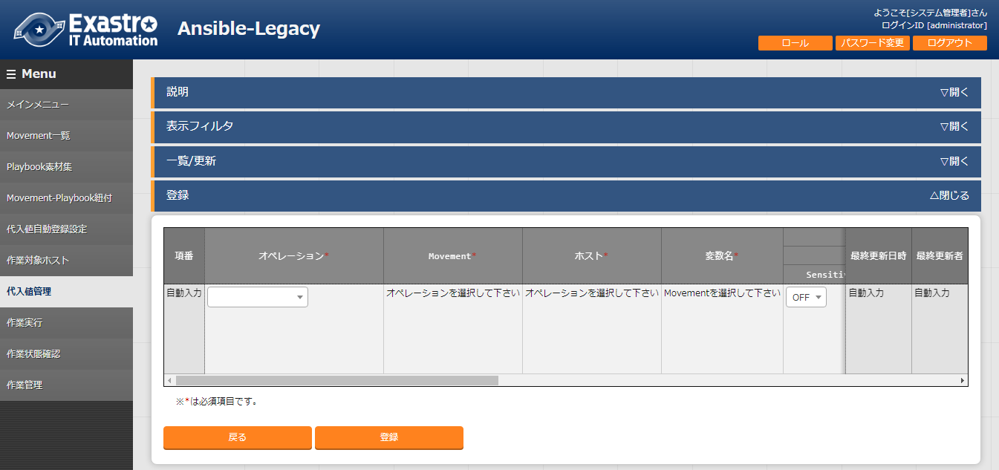 Exastro
IT Automation
Ansible-Legacy
ようこそ[システム管理者]さん
ログインID [administrator]
ロール
パスワード変更
ログアウト
Menu
メインメニュー
Movement一覧
Playbook素材集
Movement-Playbook紐付
代入値自動登録設定
作業対象ホスト
代入値管理
作業実行
作業状態確認
作業管理
説明 ▽開く
表示フィルタ ▽開く
一覧/更新 ▽開く
登録 △閉じる
項番 オペレーション* Movement* ホスト* 変数名* 最終更新日時 最終更新者
Sensitiv
自動入力 オペレーションを選択して下さい オペレーションを選択して下さい Movementを選択して下さい OFF 自動入力 自動入力
※*は必須項目です。
戻る 登録